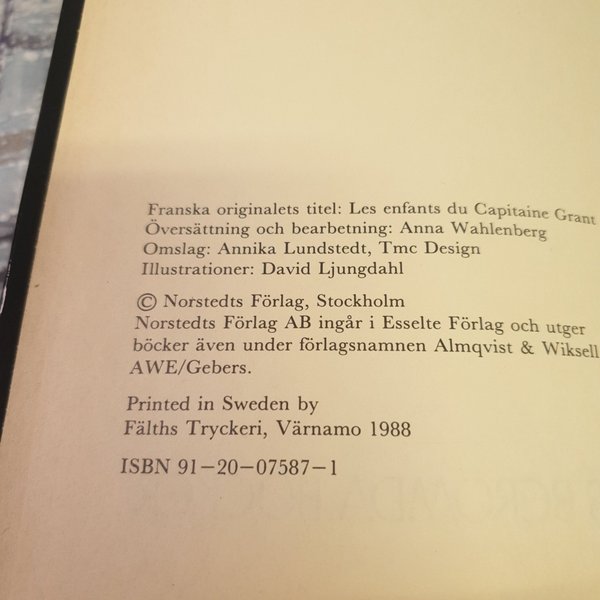 Franska originalets titel: Les enfants du Capitaine Grant
Översättning och bearbetning: Anna Wahlenberg
Omslag: Annika Lundstedt, Tmc Design
Illustrationer: David Ljungdahl
© Norstedts Förlag, Stockholm
Norstedts Förlag AB ingår i Esselte Förlag och utger
böcker även under förlagsnamnen Almqvist & Wiksell
AWE/Gebers.
Printed in Sweden by
Fälths Tryckeri, Värnamo 1988
ISBN 91–20–07587–1